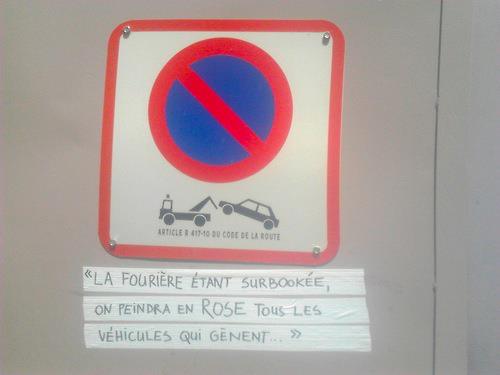 ARTICLE R 417-10 DU CODE DE LA ROUTE
«LA FOURIÈRE ÉTANT SURBOOKÉE,
ON PEINDRA EN ROSE TOUS LES
VÉHICULES QUI GÊNENT... »